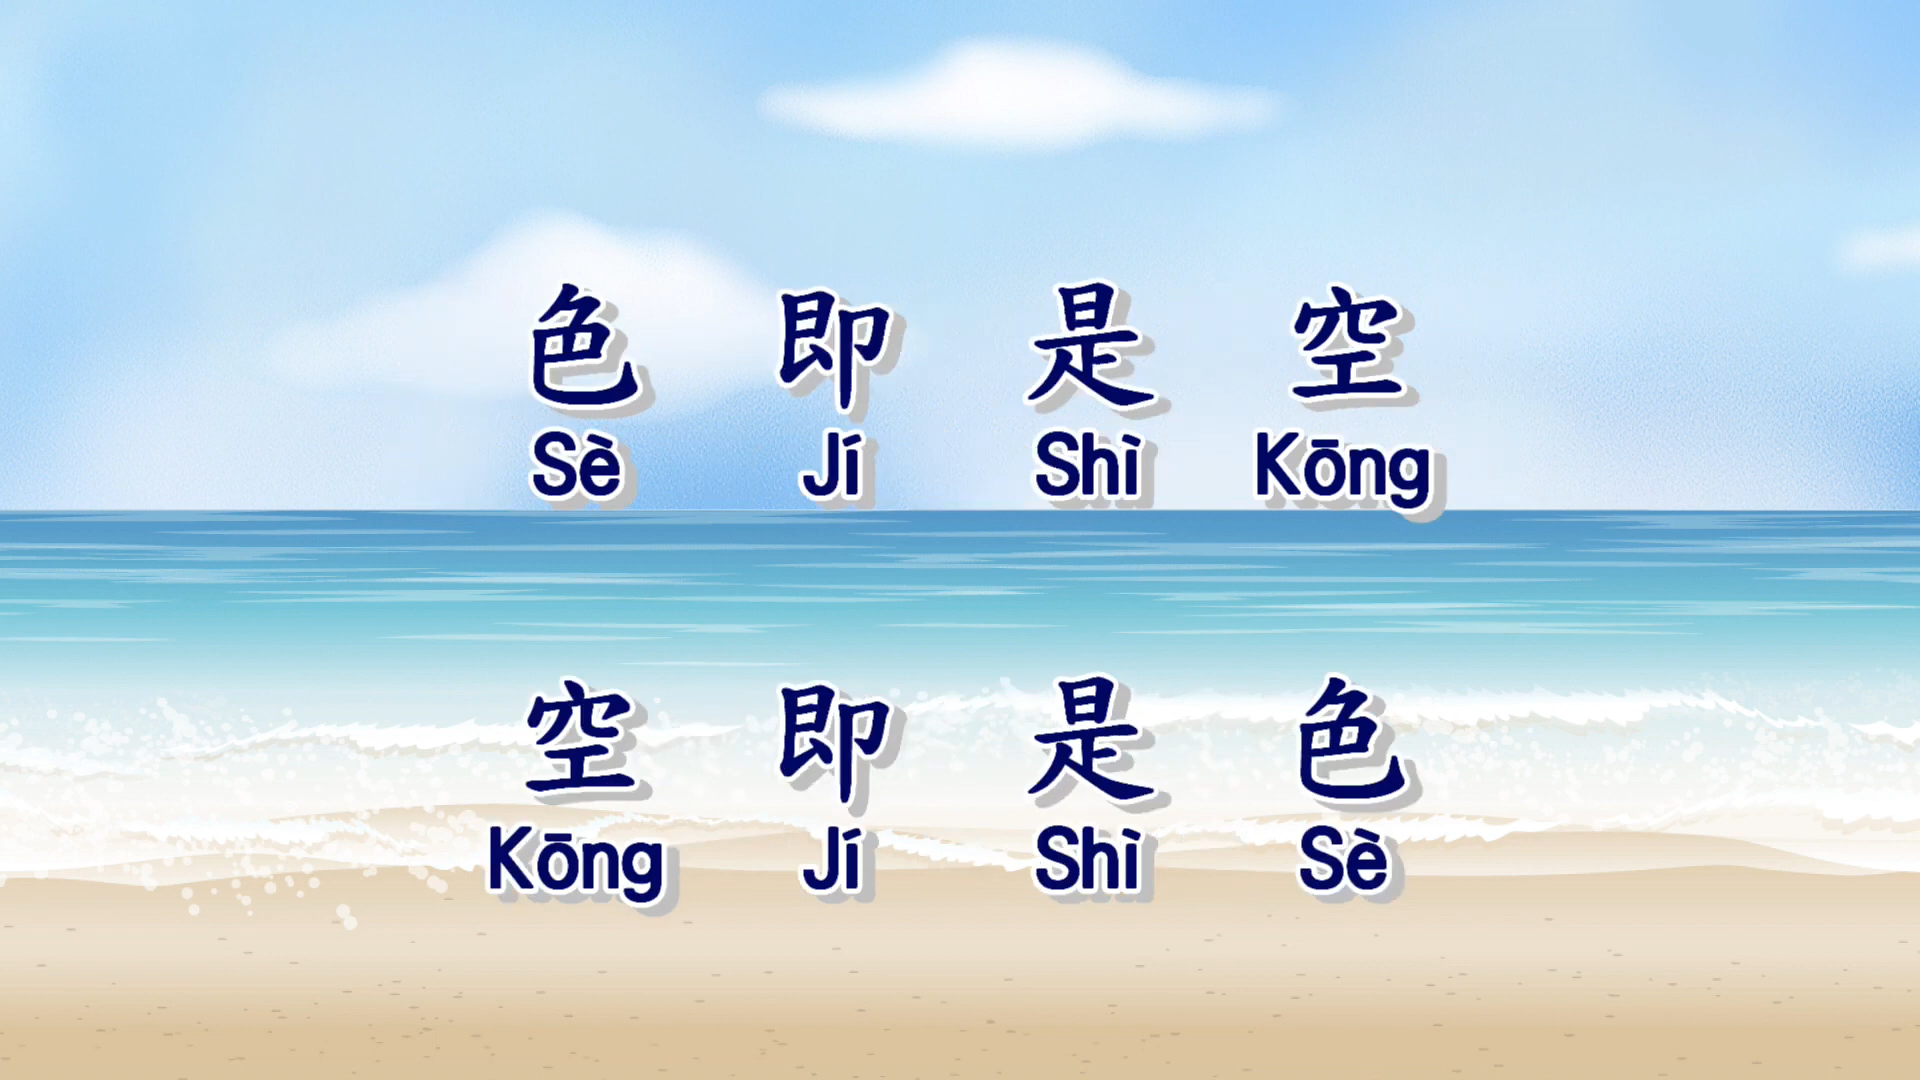 色 即 是 空
Sè Jí Shì Kōng
空 即 是 色
Kōng Jí Shì Sè